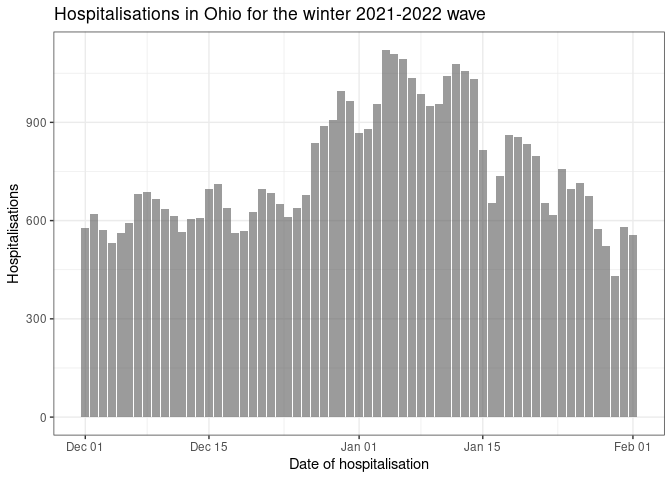 Hospitalisations in Ohio for the winter 2021-2022 wave
900
600
300
0
Hospitalisations
Dec 01 Dec 15 Jan 01 Jan 15 Feb 01
Date of hospitalisation